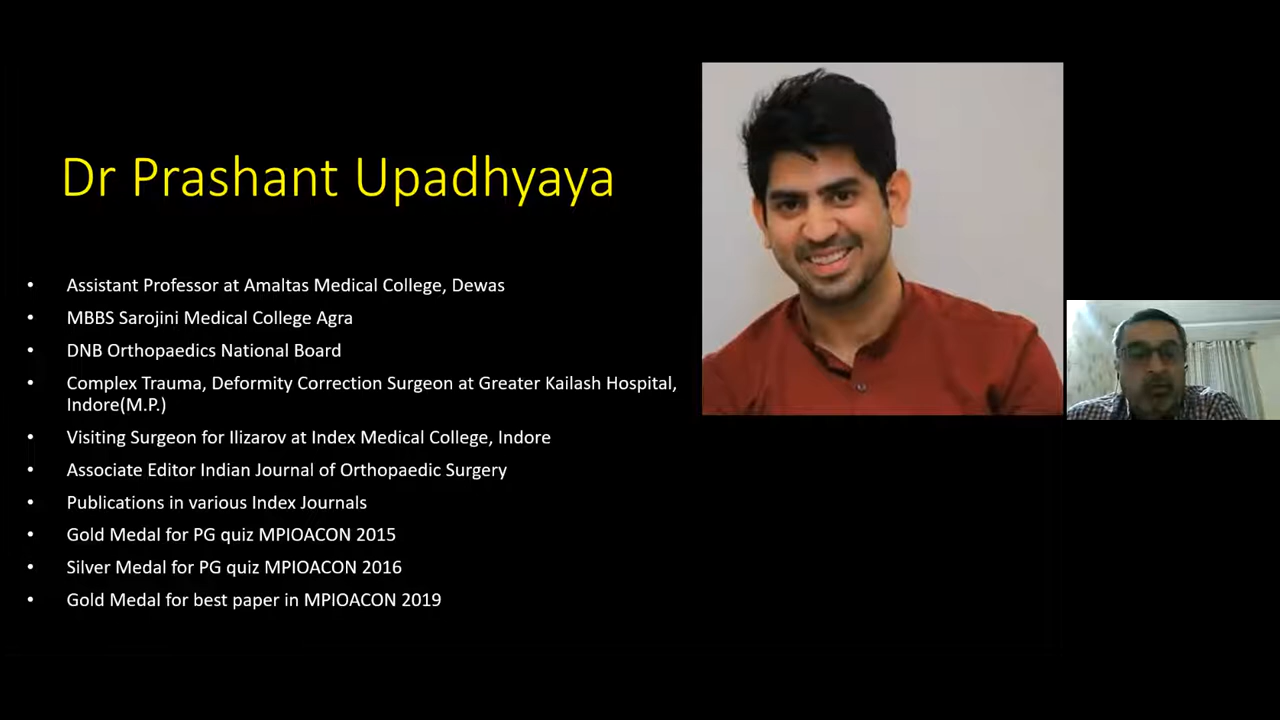 Dr Prashant Upadhyaya
• Assistant Professor at Amaltas Medical College, Dewas
• MBBS Sarojini Medical College Agra
• DNB Orthopaedics National Board
• Complex Trauma, Deformity Correction Surgeon at Greater Kailash Hospital,
Indore(M.P.)
• Visiting Surgeon for Ilizarov at Index Medical College, Indore
• Associate Editor Indian Journal of Orthopaedic Surgery
• Publications in various Index Journals
• Gold Medal for PG quiz MPIOACON 2015
• Silver Medal for PG quiz MPIOACON 2016
• Gold Medal for best paper in MPIOACON 2019